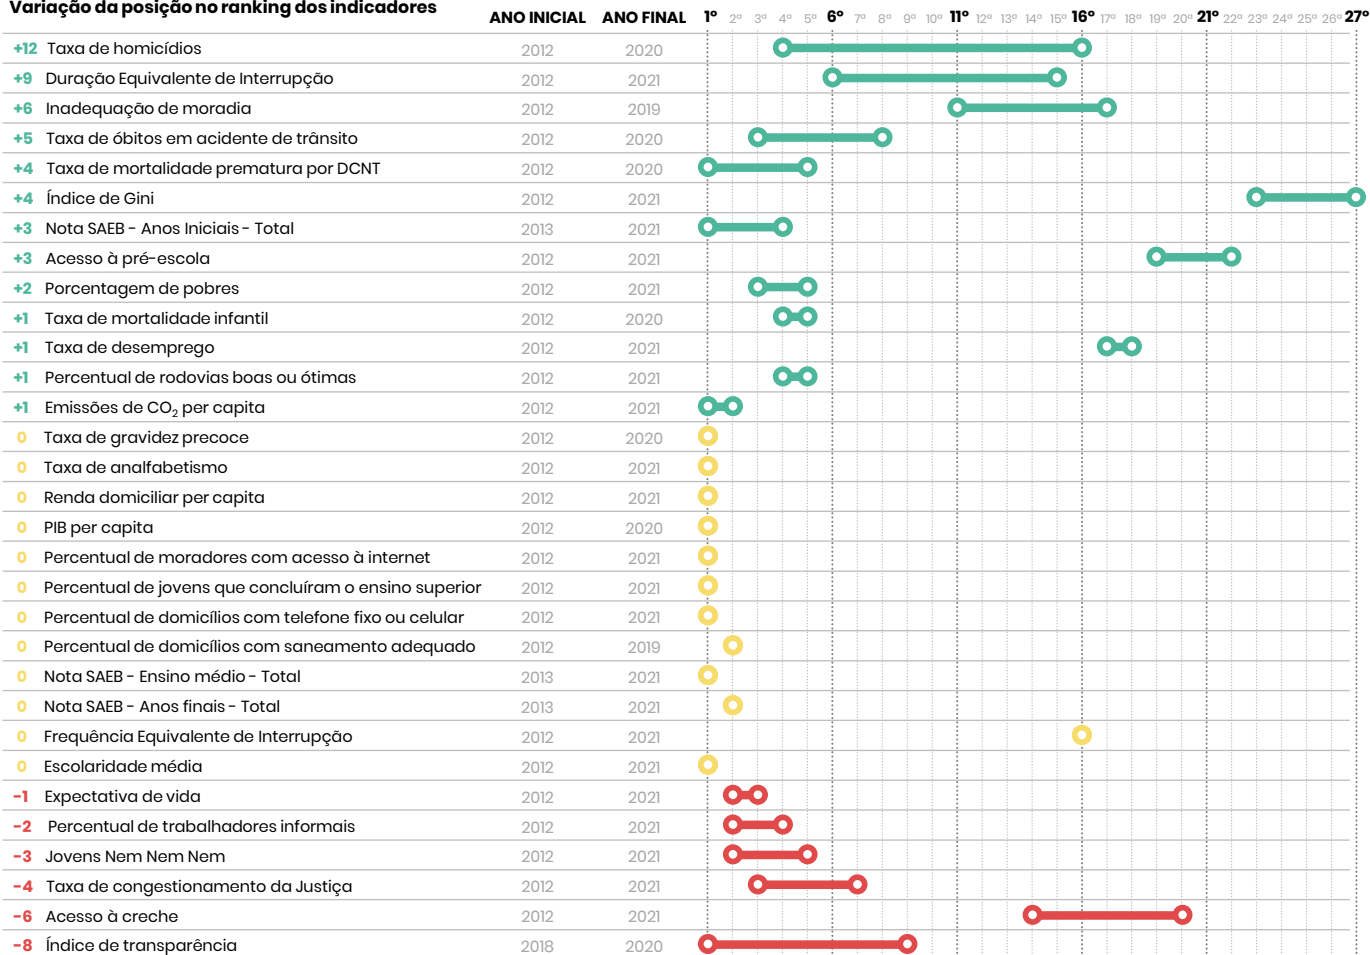 Variação da posição no ranking dos indicadores
ANO INICIAL ANO FINAL 1º 2º 3º 4º 5º 6º 7º 8º 9º 10º 11º 12º 13º 14º 15º 16º 17º 18º 19º 20º 21º 22º 23º 24º 25º 26º 27º
+12 Taxa de homicídios 2012 2020
+9 Duração Equivalente de Interrupção 2012 2021
+6 Inadequação de moradia 2012 2019
+5 Taxa de óbitos em acidente de trânsito 2012 2020
+4 Taxa de mortalidade prematura por DCNT 2012 2020
+4 Índice de Gini 2012 2021
+3 Nota SAEB - Anos Iniciais - Total 2013 2021
+3 Acesso à pré-escola 2012 2021
+2 Porcentagem de pobres 2012 2021
+1 Taxa de mortalidade infantil 2012 2020
+1 Taxa de desemprego 2012 2021
+1 Percentual de rodovias boas ou ótimas 2012 2021
+1 Emissões de CO₂ per capita 2012 2021
0 Taxa de gravidez precoce 2012 2020
0 Taxa de analfabetismo 2012 2021
0 Renda domiciliar per capita 2012 2021
0 PIB per capita 2012 2020
0 Percentual de moradores com acesso à internet 2012 2021
0 Percentual de jovens que concluíram o ensino superior 2012 2021
0 Percentual de domicílios com telefone fixo ou celular 2012 2021
0 Percentual de domicílios com saneamento adequado 2012 2019
0 Nota SAEB - Ensino médio - Total 2013 2021
0 Nota SAEB - Anos finais - Total 2013 2021
0 Frequência Equivalente de Interrupção 2012 2021
0 Escolaridade média 2012 2021
-1 Expectativa de vida 2012 2021
-2 Percentual de trabalhadores informais 2012 2021
-3 Jovens Nem Nem Nem 2012 2021
-4 Taxa de congestionamento da Justiça 2012 2021
-6 Acesso à creche 2012 2021
-8 Índice de transparência 2018 2020